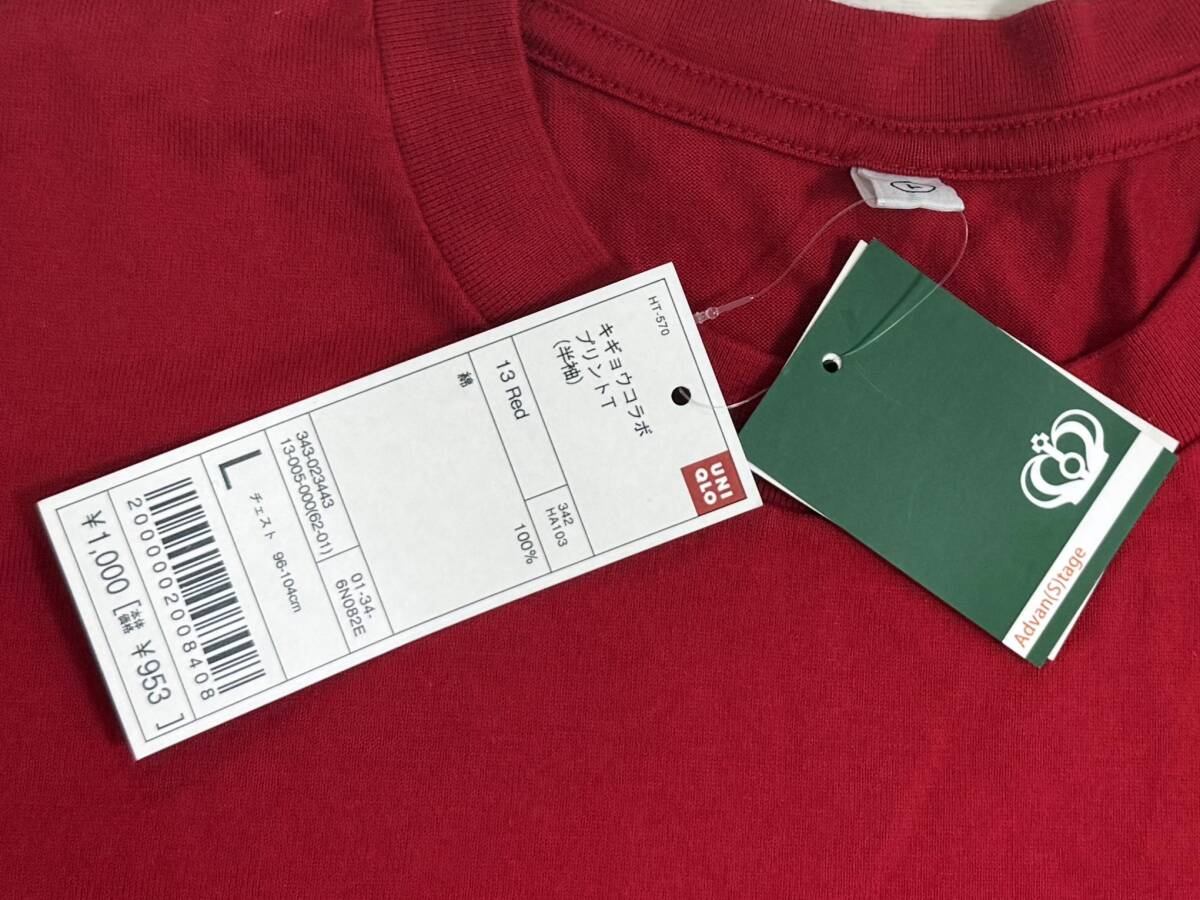 HT-570
キギョウコラボ
プリントT
(半袖)
UNI
QLO
13 Red
342
HA103
綿
100%
343-023443
13-005-000(62-01)
01-34-
6N082E
L
チェスト 96-104cm
2000002008408
¥1,000 [本体価格 ¥953]
Advan(S)tage
L